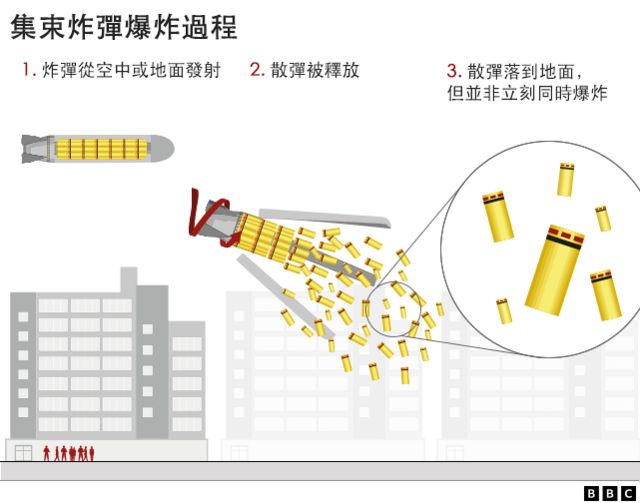 集束炸彈爆炸過程
1. 炸彈從空中或地面發射
2. 散彈被釋放
3. 散彈落到地面，
但並非立刻同時爆炸
BBC